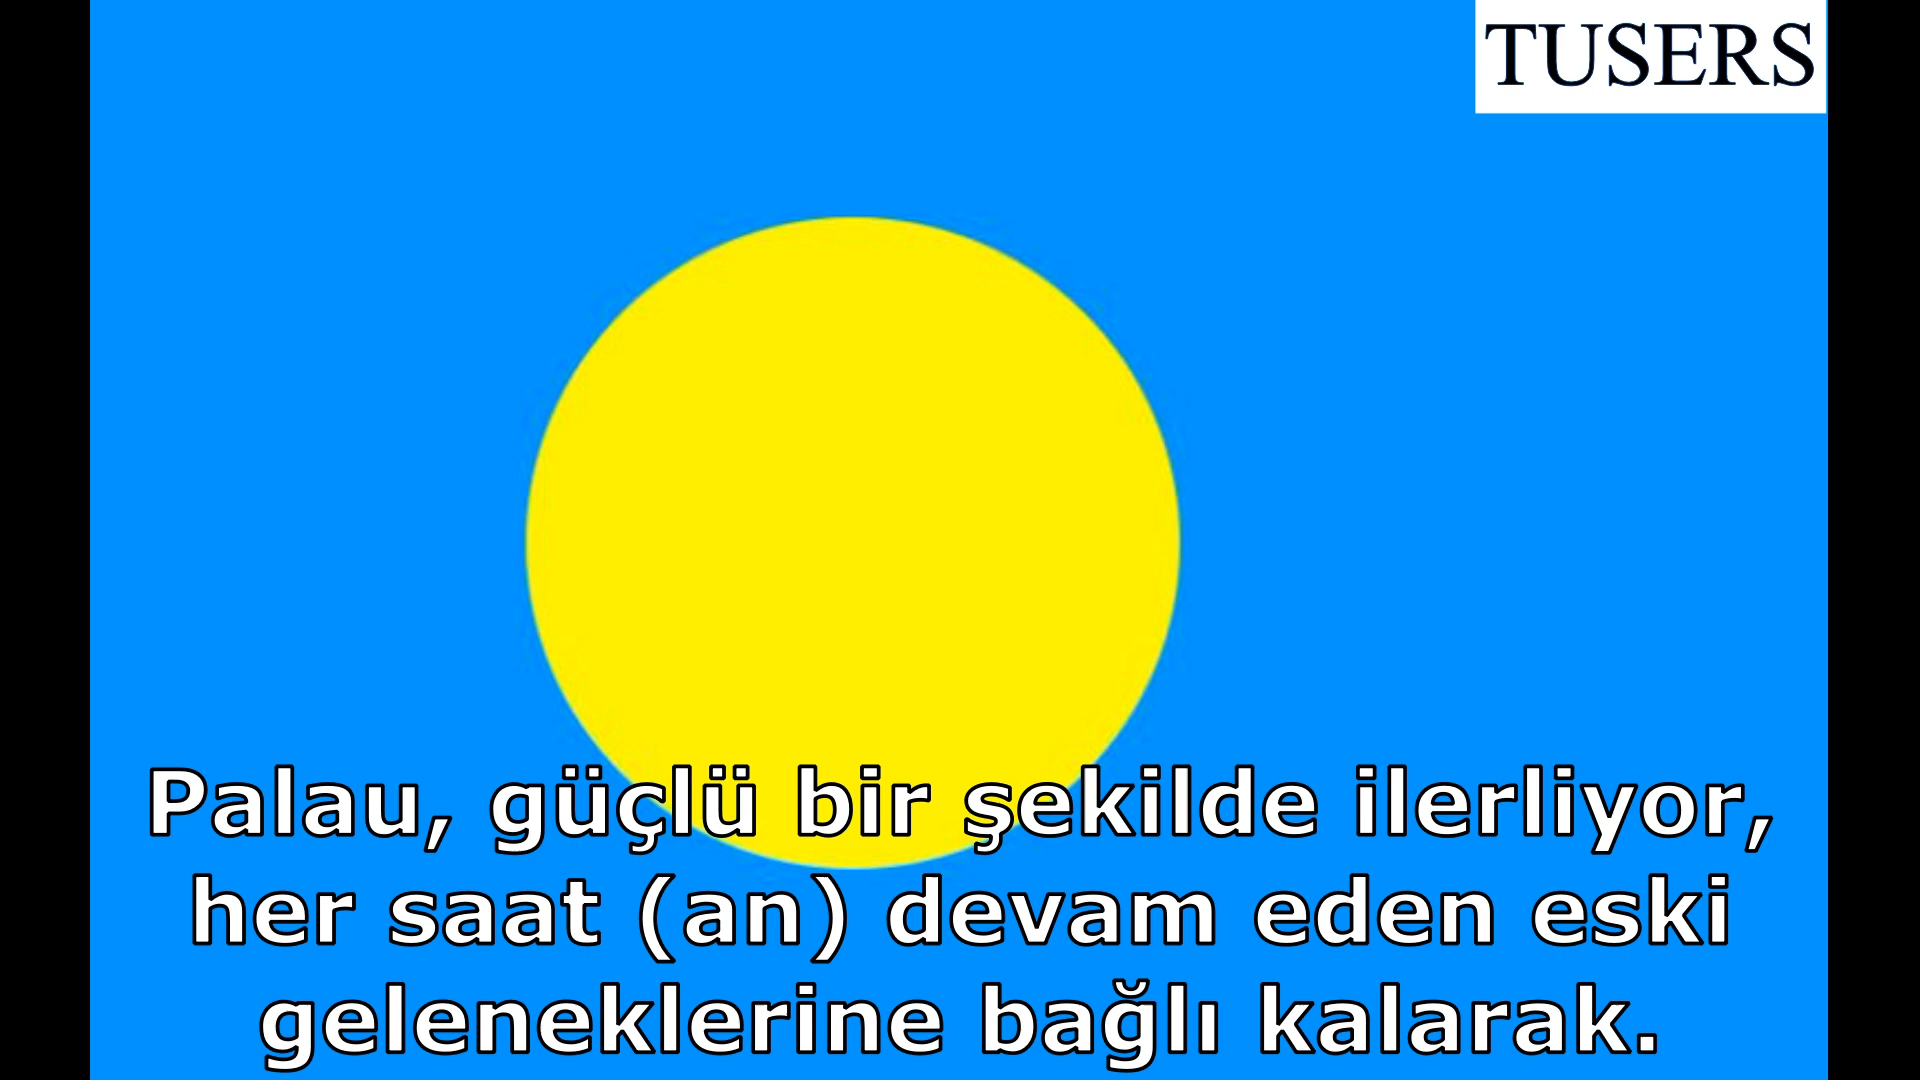 TUSERS
Palau, güçlü bir şekilde ilerliyor,
her saat (an) devam eden eski
geleneklerine bağlı kalarak.